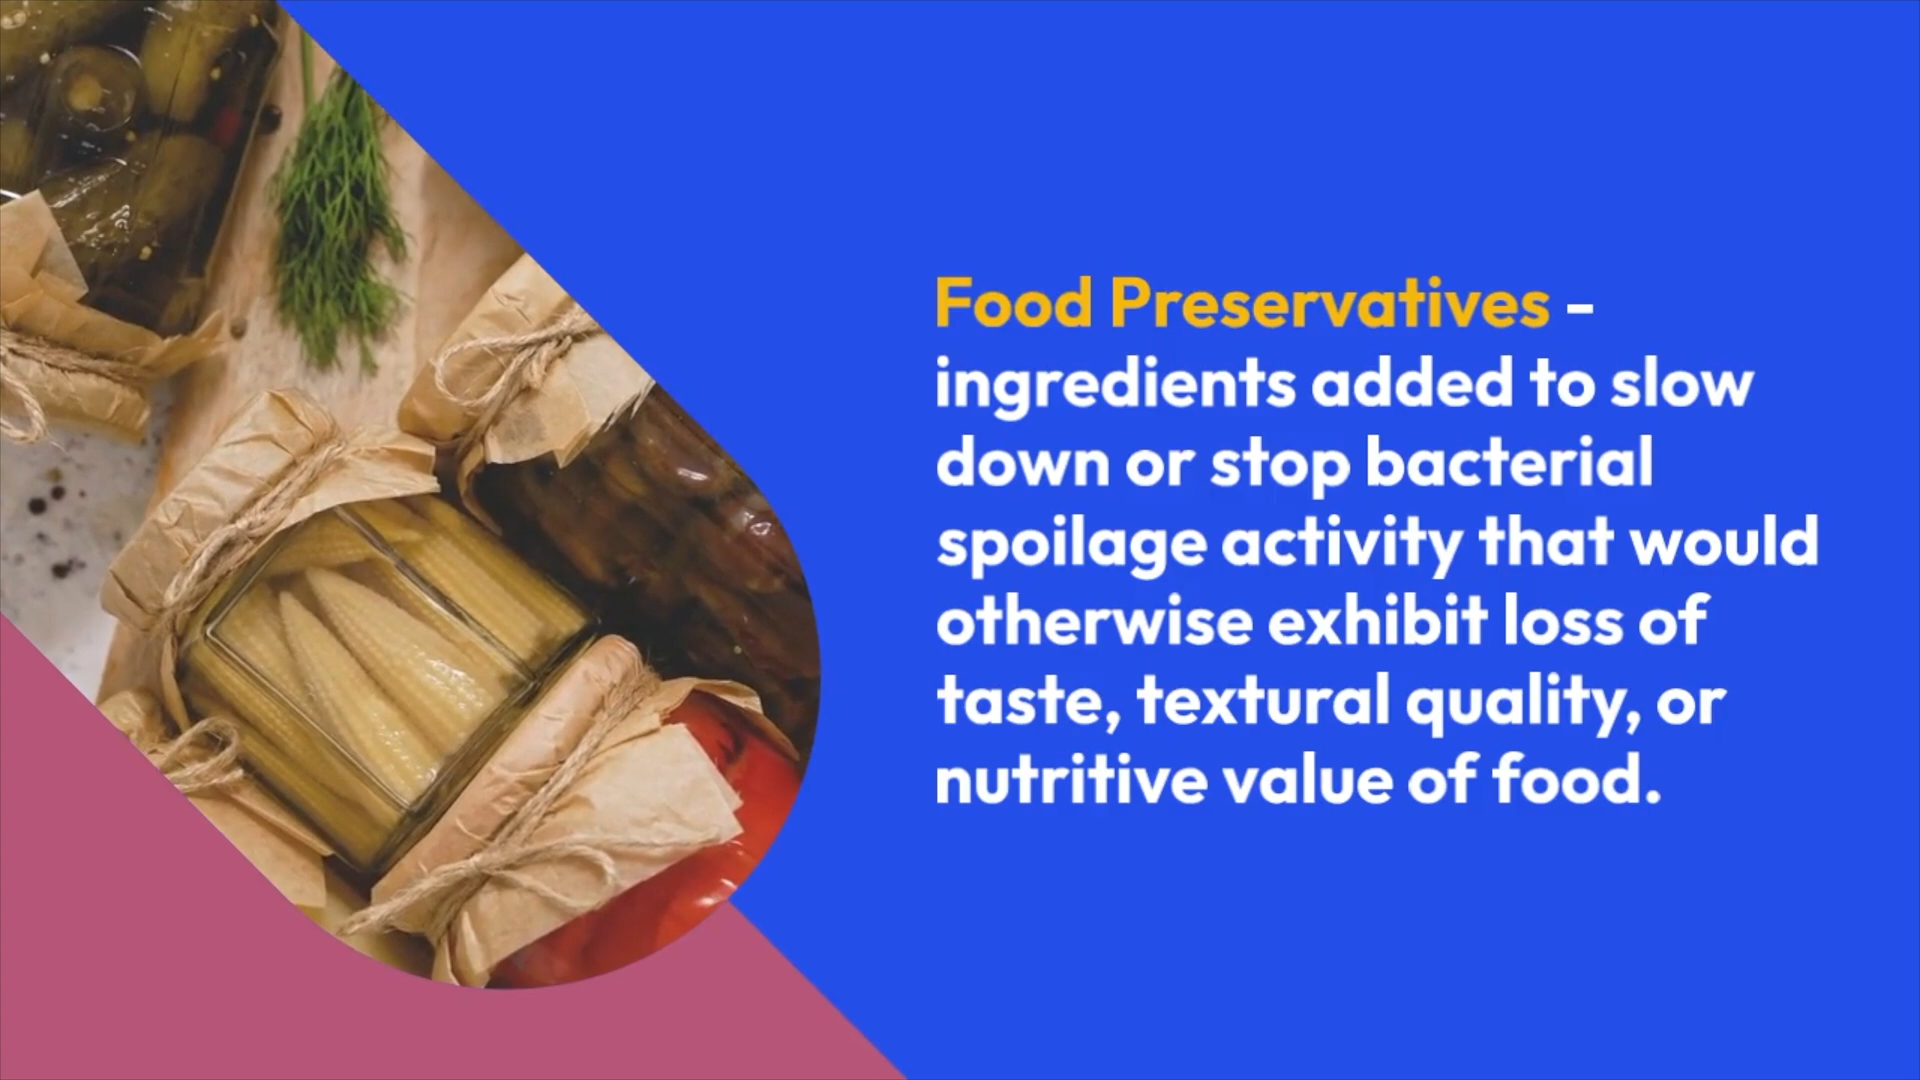 Food Preservatives -
ingredients added to slow
down or stop bacterial
spoilage activity that would
otherwise exhibit loss of
taste, textural quality, or
nutritive value of food.